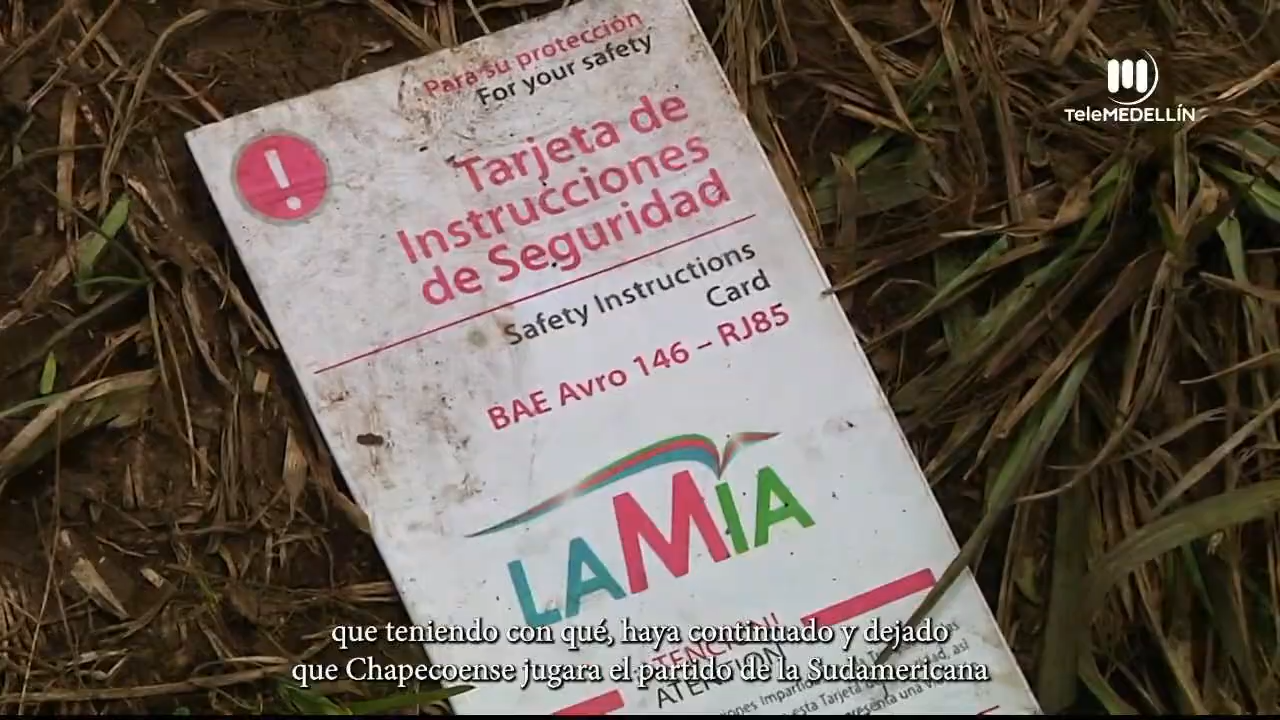 TeleMEDELLÍN
Para su protección
For your safety
Tarjeta de
Instrucciones
de Seguridad
Safety Instructions
Card
BAE Avro 146 – RJ85
LAMIA
ATTENTION
que teniendo con qué, haya continuado y dejado
que Chapecoense jugara el partido de la Sudamericana